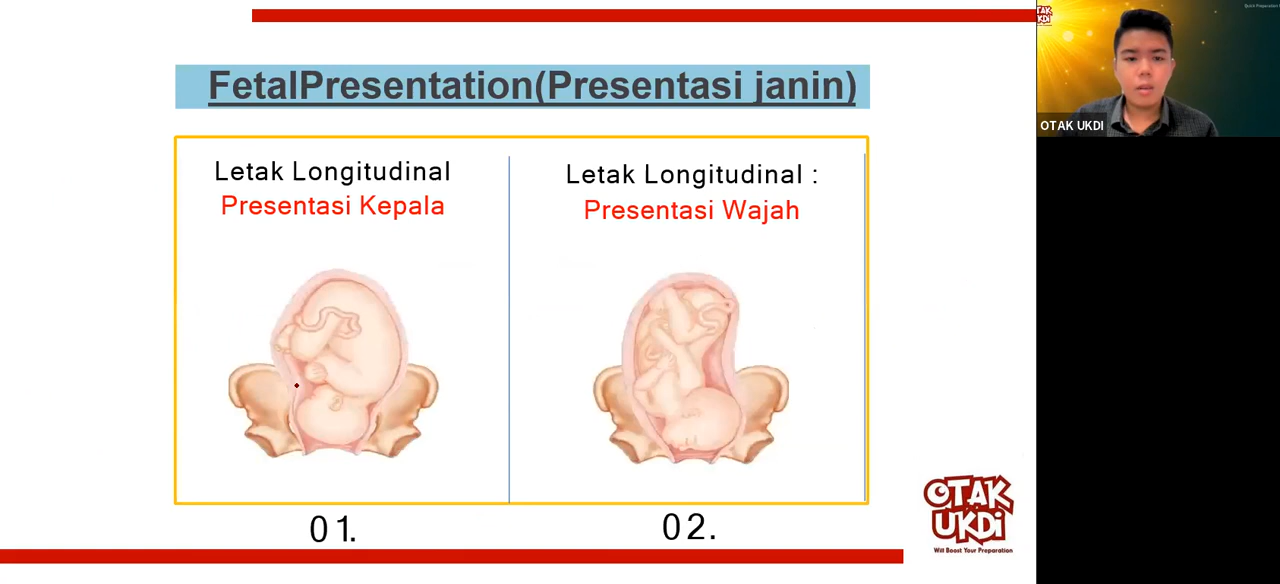 FetalPresentation(Presentasi janin)
Letak Longitudinal
Presentasi Kepala
Letak Longitudinal :
Presentasi Wajah
01.
02.
OTAK
UKDI
Will Boost Your Preparation
OTAK UKDI